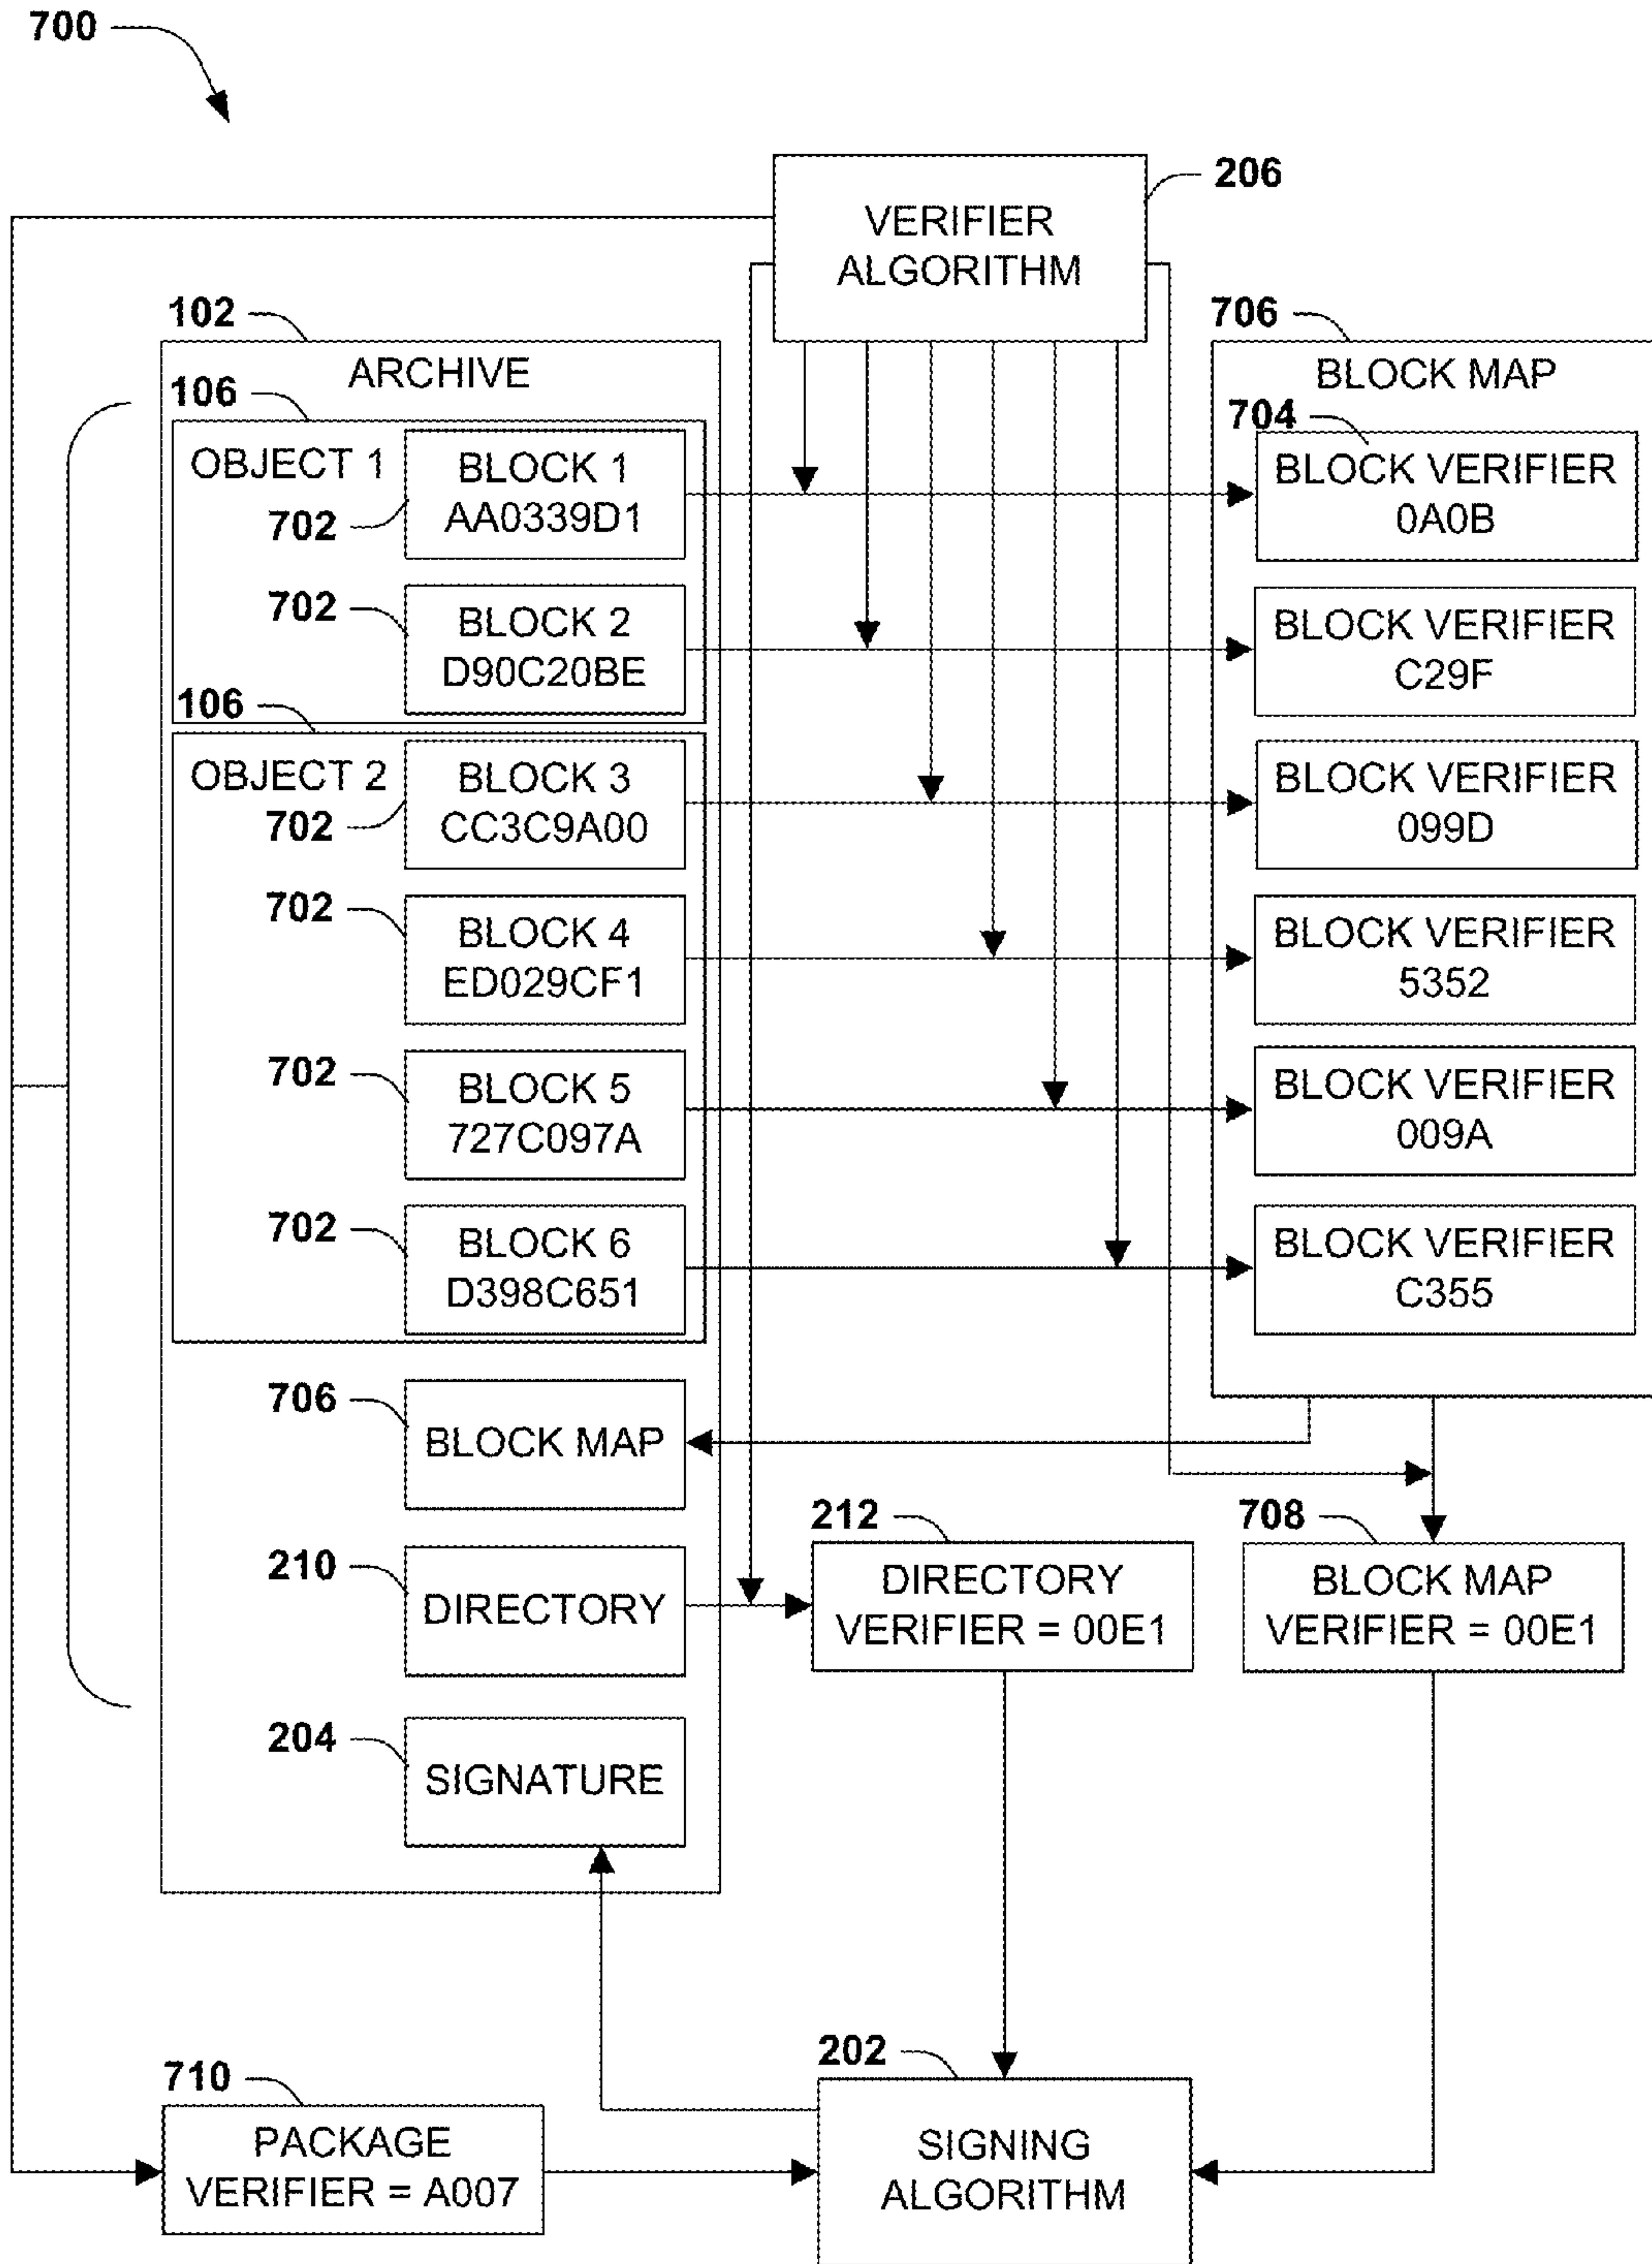 700
206
VERIFIER
ALGORITHM
102
ARCHIVE
706
BLOCK MAP
106
OBJECT 1
702
BLOCK 1
AA0339D1
704
BLOCK VERIFIER
0A0B
702
BLOCK 2
D90C20BE
BLOCK VERIFIER
C29F
106
OBJECT 2
702
BLOCK 3
CC3C9A00
BLOCK VERIFIER
099D
702
BLOCK 4
ED029CF1
BLOCK VERIFIER
5352
702
BLOCK 5
727C097A
BLOCK VERIFIER
009A
702
BLOCK 6
D398C651
BLOCK VERIFIER
C355
706
BLOCK MAP
210
DIRECTORY
212
DIRECTORY
VERIFIER = 00E1
708
BLOCK MAP
VERIFIER = 00E1
204
SIGNATURE
710
PACKAGE
VERIFIER = A007
202
SIGNING
ALGORITHM